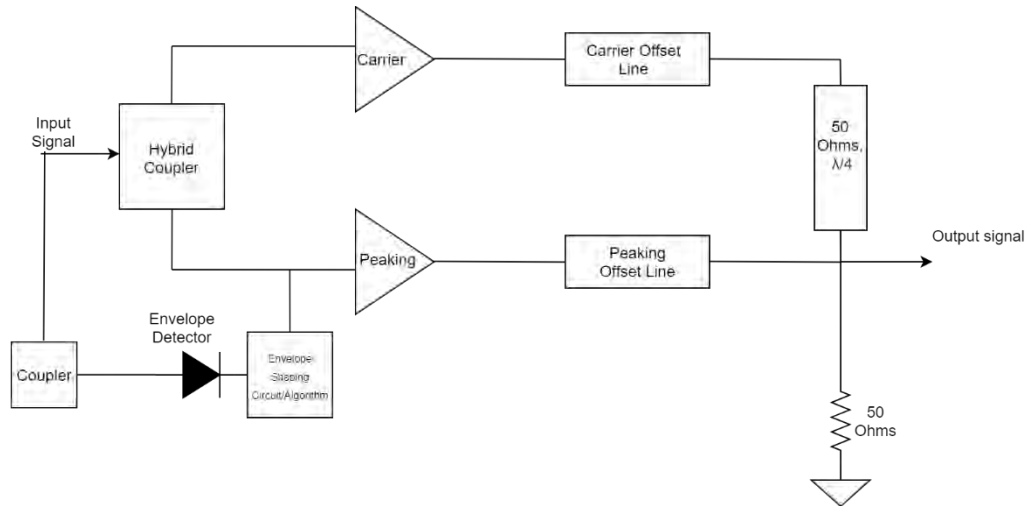 Carrier
Carrier Offset
Line
Input
Signal
Hybrid
Coupler
50
Ohms,
λ/4
Output signal
Peaking
Peaking
Offset Line
Envelope
Detector
Coupler
Envelope
Shaping
Circuit/Algorithm
50
Ohms